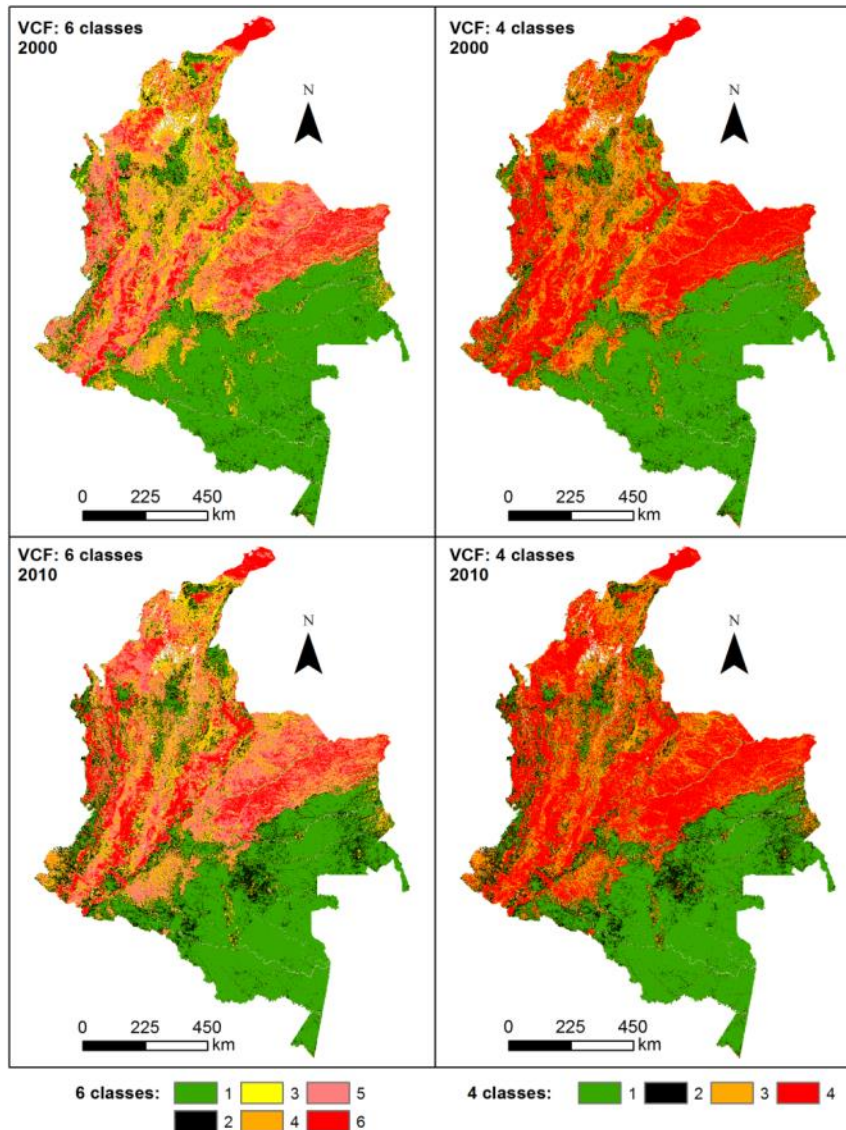 VCF: 6 classes
2000
N
0 225 450
km
VCF: 4 classes
2000
N
0 225 450
km
VCF: 6 classes
2010
N
0 225 450
km
VCF: 4 classes
2010
N
0 225 450
km
6 classes: 1 3 5
2 4 6
4 classes: 1 2 3 4